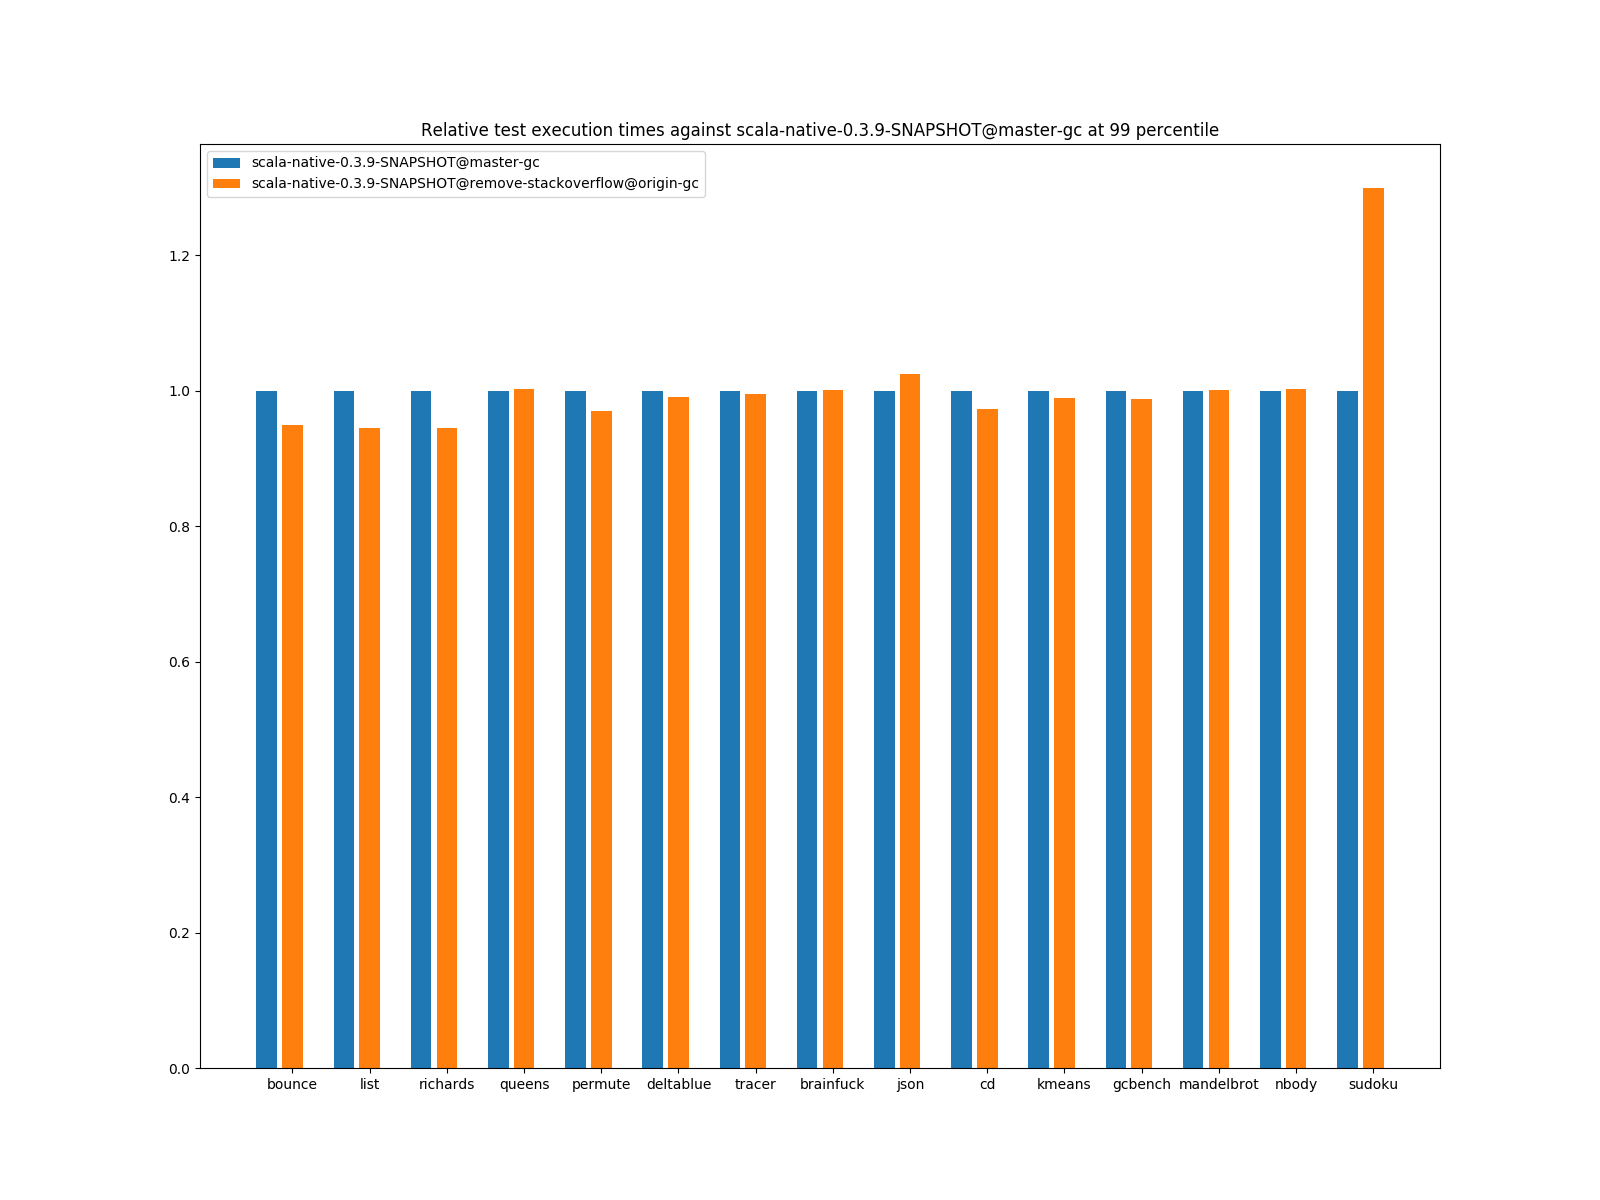 Relative test execution times against scala-native-0.3.9-SNAPSHOT@master-gc at 99 percentile
scala-native-0.3.9-SNAPSHOT@master-gc
scala-native-0.3.9-SNAPSHOT@remove-stackoverflow@origin-gc
1.2
1.0
0.8
0.6
0.4
0.2
0.0
bounce list richards queens permute deltablue tracer brainfuck json cd kmeans gcbench mandelbrot nbody sudoku